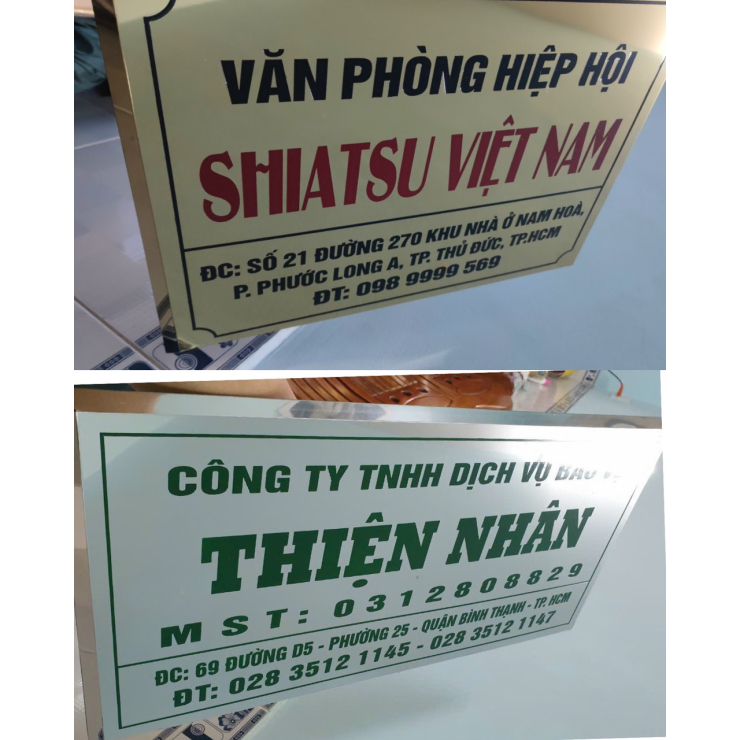 VĂN PHÒNG HIỆP HỘI
SHIATSU VIỆT NAM
ĐC: SỐ 21 ĐƯỜNG 270 KHU NHÀ Ở NAM HOÀ,
P. PHƯỚC LONG A, TP. THỦ ĐỨC, TP.HCM
ĐT: 098 9999 569
CÔNG TY TNHH DỊCH VỤ BẢO
THIỆN NHÂN
MST: 0312808829
ĐC: 69 ĐƯỜNG D5 - PHƯỜNG 25 - QUẬN BÌNH THẠNH - TP. HCM
ĐT: 028 3512 1145 - 028 3512 1147